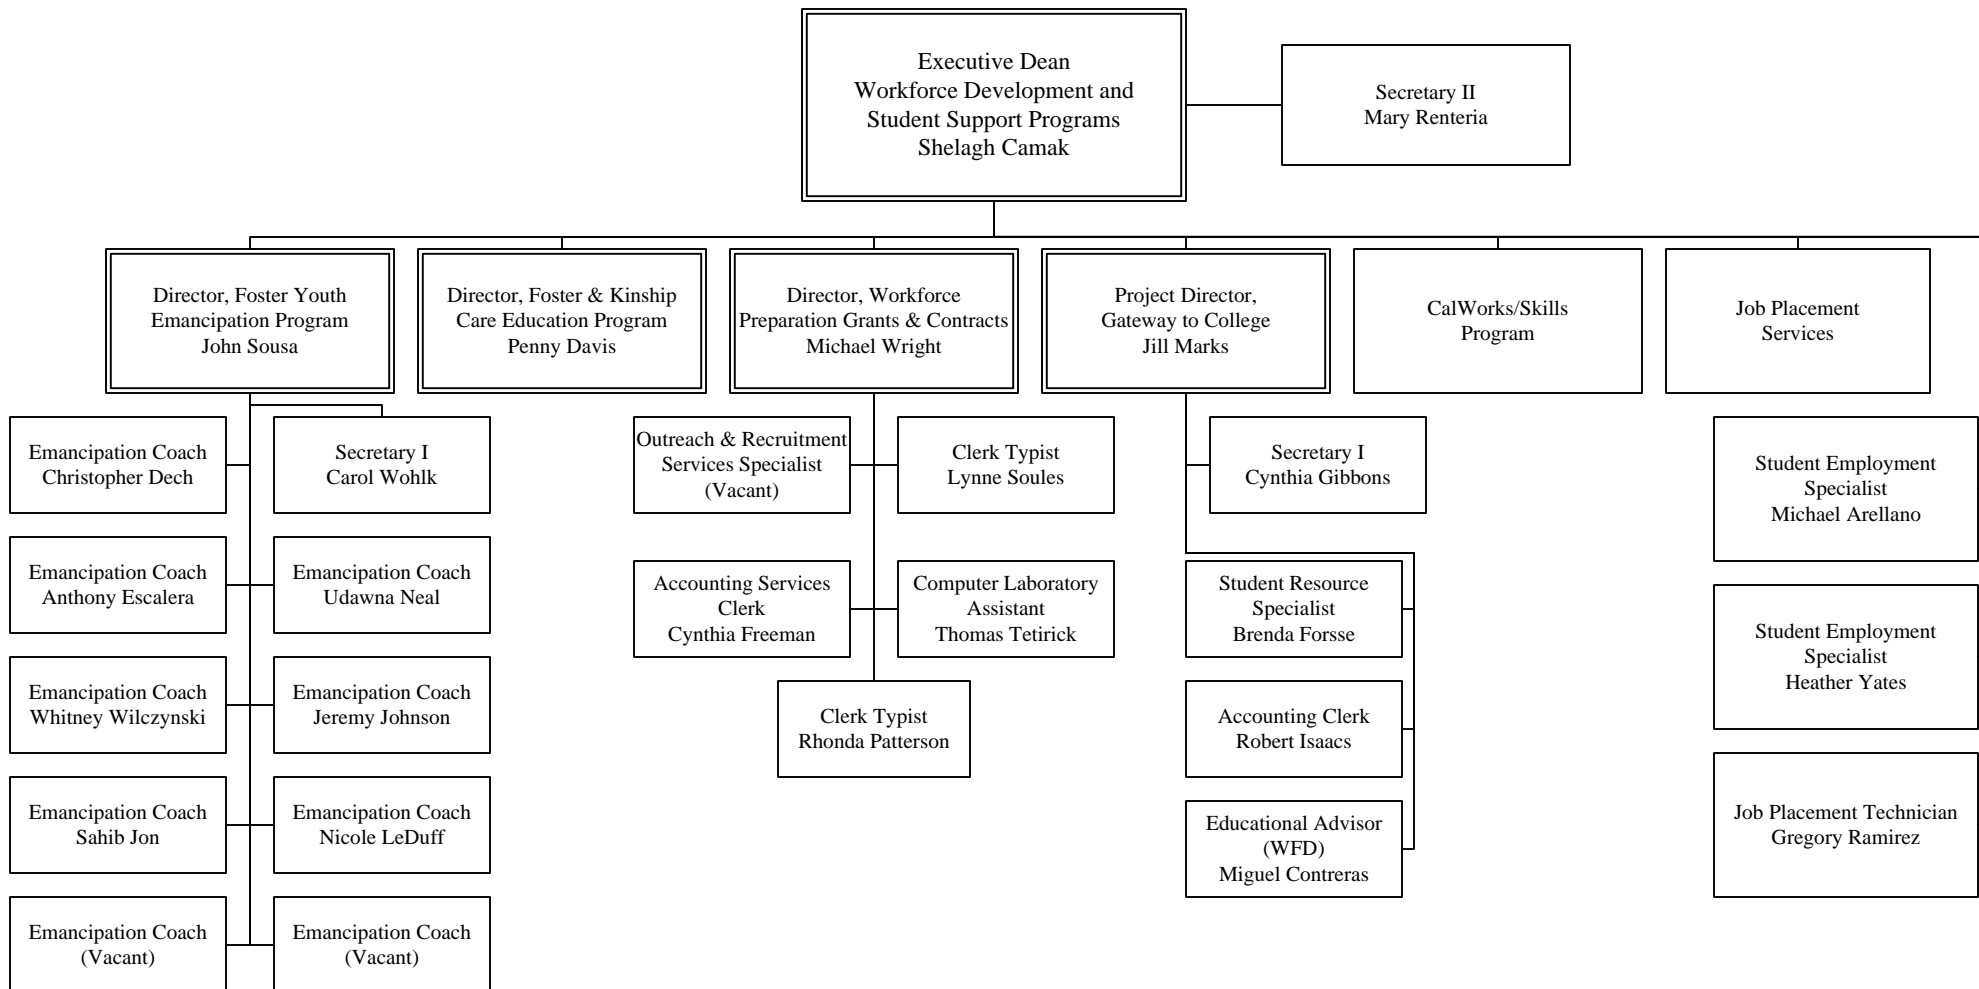 Executive Dean
Workforce Development and
Student Support Programs
Shelagh Camak
Secretary II
Mary Renteria
Director, Foster Youth
Emancipation Program
John Sousa
Director, Foster & Kinship
Care Education Program
Penny Davis
Director, Workforce
Preparation Grants & Contracts
Michael Wright
Project Director,
Gateway to College
Jill Marks
CalWorks/Skills
Program
Job Placement
Services
Emancipation Coach
Christopher Dech
Secretary I
Carol Wohlk
Emancipation Coach
Anthony Escalera
Emancipation Coach
Udawna Neal
Emancipation Coach
Whitney Wilczynski
Emancipation Coach
Jeremy Johnson
Emancipation Coach
Sahib Jon
Emancipation Coach
Nicole LeDuff
Emancipation Coach
(Vacant)
Emancipation Coach
(Vacant)
Outreach & Recruitment
Services Specialist
(Vacant)
Clerk Typist
Lynne Soules
Accounting Services
Clerk
Cynthia Freeman
Computer Laboratory
Assistant
Thomas Tetirick
Clerk Typist
Rhonda Patterson
Secretary I
Cynthia Gibbons
Student Resource
Specialist
Brenda Forsse
Accounting Clerk
Robert Isaacs
Educational Advisor
(WFD)
Miguel Contreras
Student Employment
Specialist
Michael Arellano
Student Employment
Specialist
Heather Yates
Job Placement Technician
Gregory Ramirez